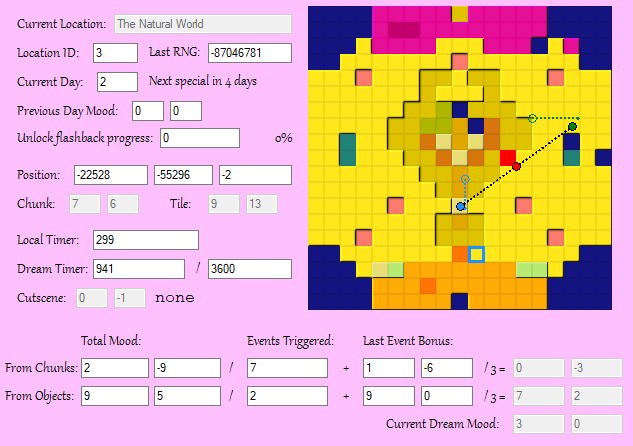 Current Location: The Natural World
Location ID: 3 Last RNG: -87046781
Current Day: 2 Next special in 4 days
Previous Day Mood: 0 0
Unlock flashback progress: 0 0%
Position: -22528 -55296 -2
Chunk: 7 6 Tile: 9 13
Local Timer: 299
Dream Timer: 941 / 3600
Cutscene: 0 -1 none
Total Mood: Events Triggered: Last Event Bonus:
From Chunks: 2 -9 / 7 + 1 -6 / 3 = 0 -3
From Objects: 9 5 / 2 + 9 0 / 3 = 7 2
Current Dream Mood: 3 0